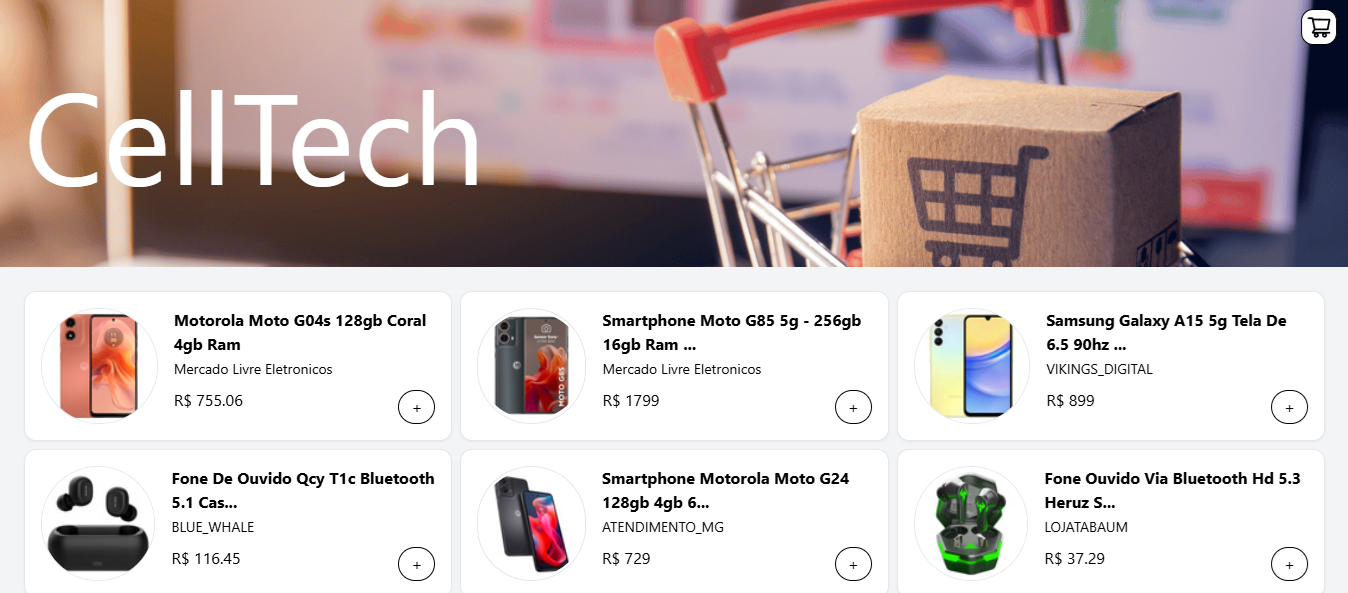 CellTech
Motorola Moto G04s 128gb Coral
4gb Ram
Mercado Livre Eletronicos
R$ 755.06
+
Smartphone Moto G85 5g - 256gb
16gb Ram ...
Mercado Livre Eletronicos
R$ 1799
+
Samsung Galaxy A15 5g Tela De
6.5 90hz ...
VIKINGS_DIGITAL
R$ 899
+
Fone De Ouvido Qcy T1c Bluetooth
5.1 Cas...
BLUE_WHALE
R$ 116.45
+
Smartphone Motorola Moto G24
128gb 4gb 6...
ATENDIMENTO_MG
R$ 729
+
Fone Ouvido Via Bluetooth Hd 5.3
Heruz S...
LOJATABAUM
R$ 37.29
+